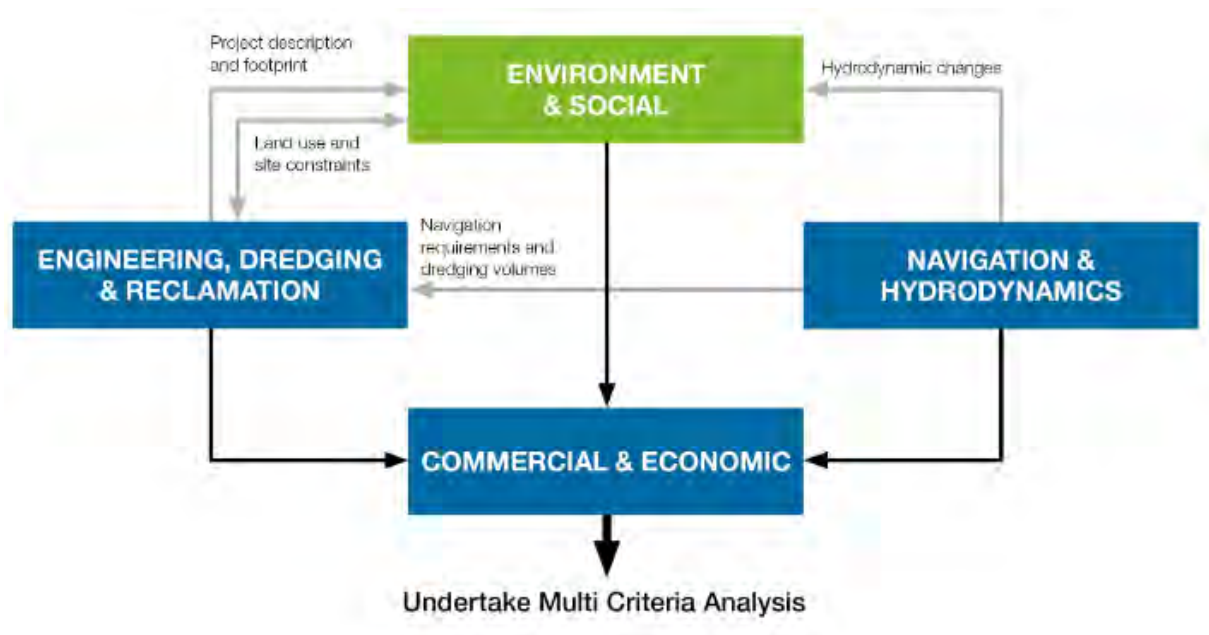 Project description
and footprint
ENVIRONMENT
& SOCIAL
Hydrodynamic changes
Land use and
site constraints
ENGINEERING, DREDGING
& RECLAMATION
Navigation
requirements and
dredging volumes
NAVIGATION &
HYDRODYNAMICS
COMMERCIAL & ECONOMIC
Undertake Multi Criteria Analysis